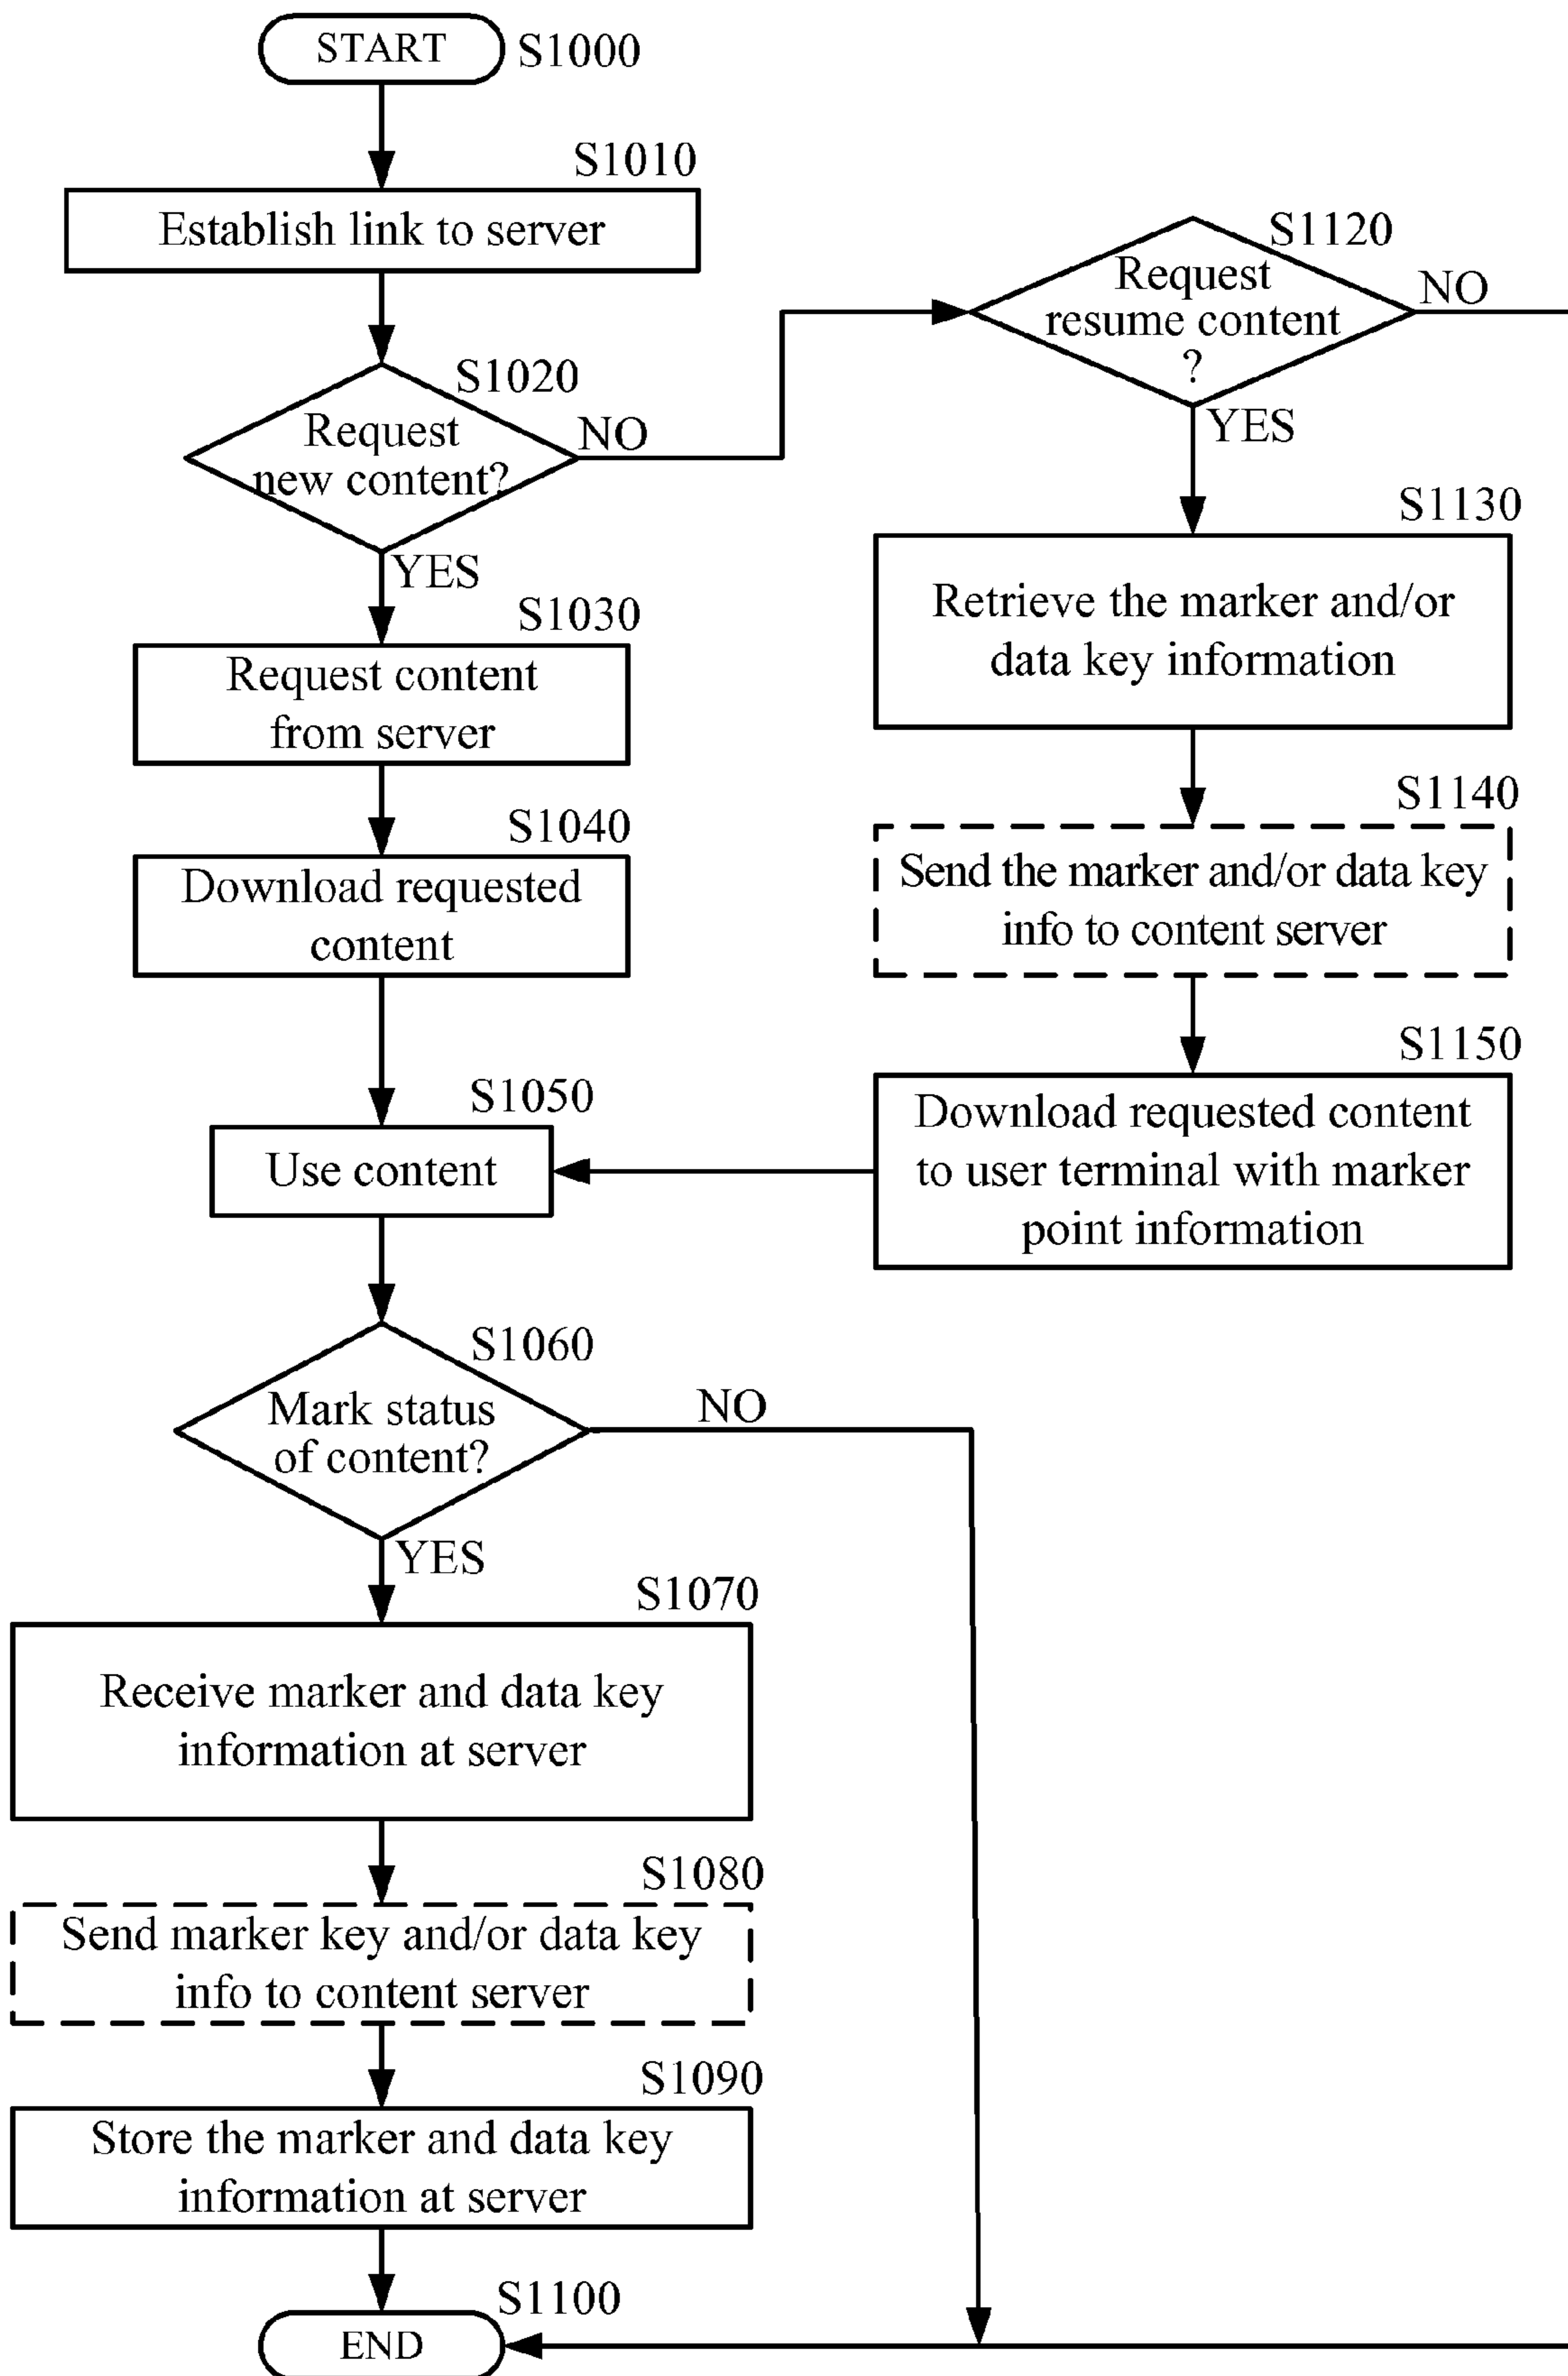 START
S1000
S1010
Establish link to server
S1020
Request
new content?
NO
YES
S1030
Request content
from server
S1040
Download requested
content
S1050
Use content
S1060
Mark status
of content?
NO
YES
S1070
Receive marker and data key
information at server
S1080
Send marker key and/or data key
info to content server
S1090
Store the marker and data key
information at server
S1100
END
S1120
Request
resume content
?
NO
YES
S1130
Retrieve the marker and/or
data key information
S1140
Send the marker and/or data key
info to content server
S1150
Download requested content
to user terminal with marker
point information